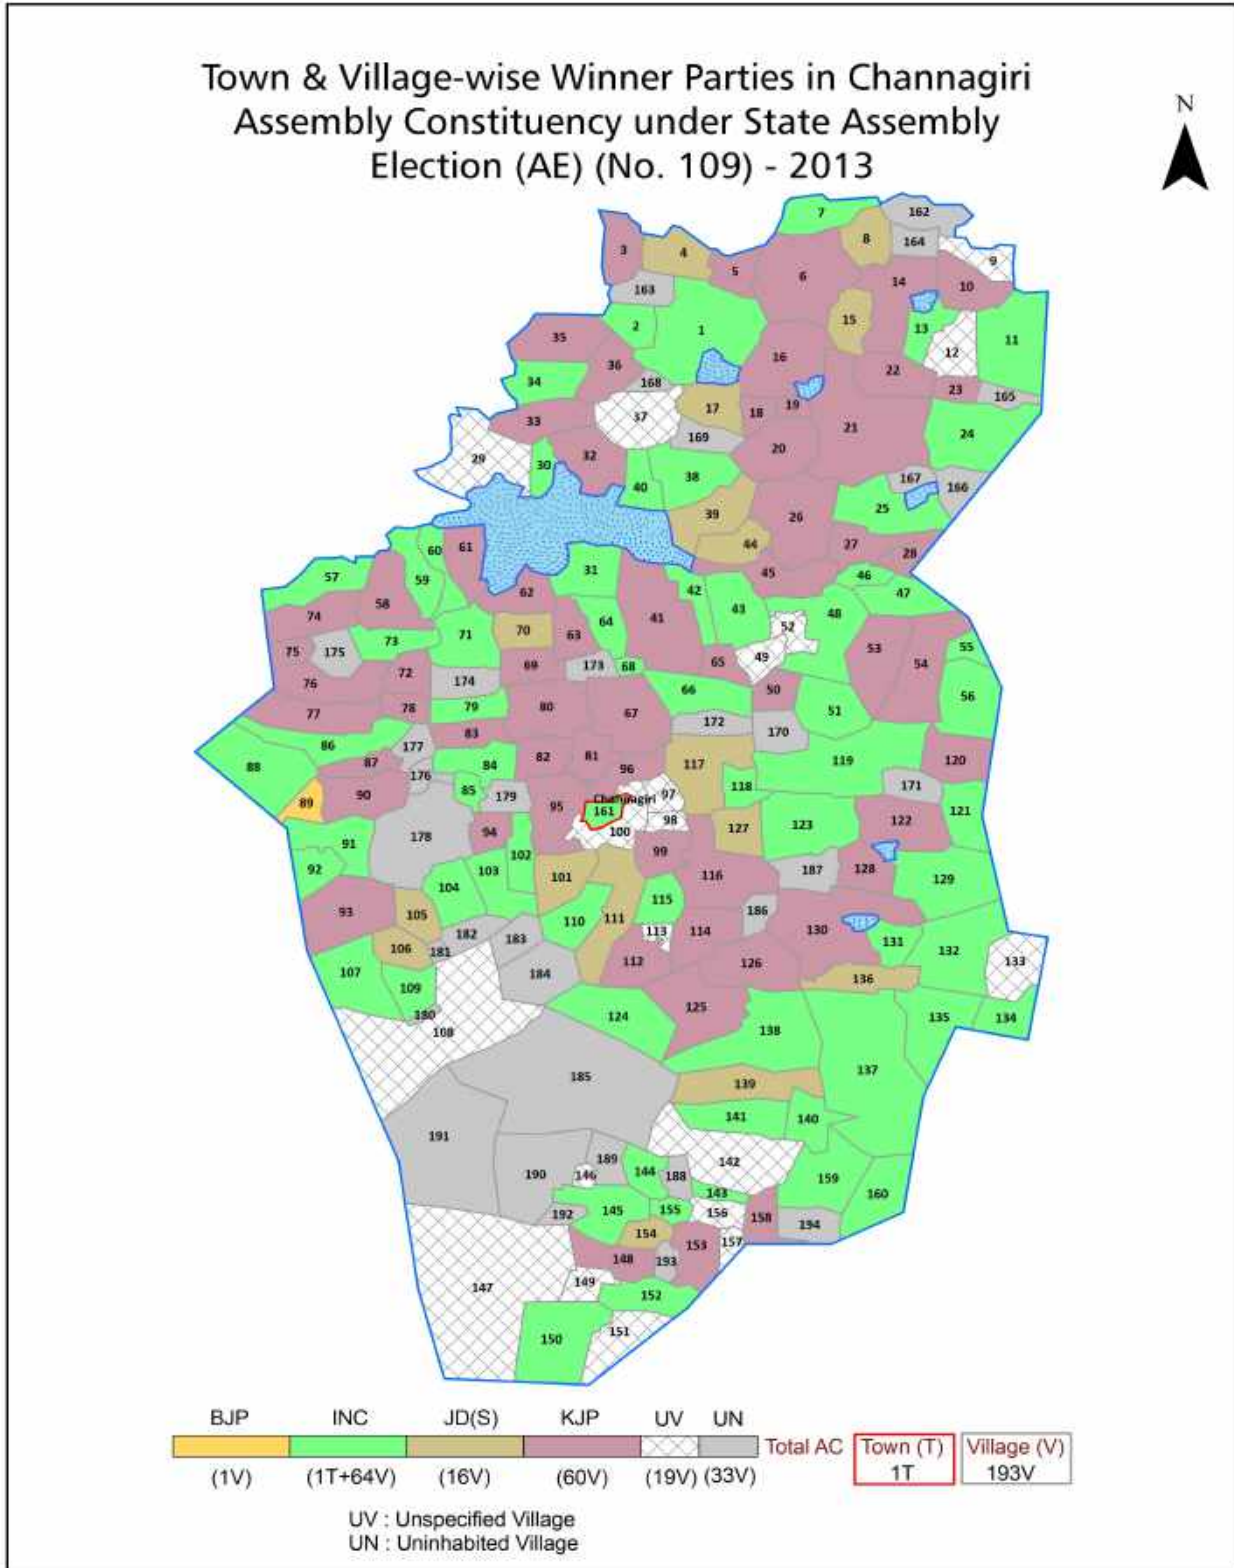 Town & Village-wise Winner Parties in Channagiri
Assembly Constituency under State Assembly
Election (AE) (No. 109) - 2013
N
7 162
3 4 8 164 9
5 6 14 10
163
2 1 15 13 11
35 12
36 16 22
34 168 23 165
37 17 18 19
33 169 21 24
29 32 20
30 38 167 166
40 25
39 26
44 27 28
60 61
57 59 31 45 46
58 62 42 43 47
74 64 41 48
71 70 63 52
75 175 73 53 54 55
69 173 68 65 49
76 72 174 66 50 56
77 78 79 80 67 51
83 172 170
86 177
88 87 84 82 81 96 117 119 120
176 118 171
89 90 85 179 95 Channagiri 97
161 98 121
178 94 100 127 123 122
91 102 99
92 103 101 116 187 128 129
104 115
93 105 110 111 186
182 183 113 114 130 131
106 181 112 126 132 133
107 184 136
109 125
180 124 138 135 134
108
185 139 137
141 140
191
189 142
190 146 144 188 159
143 160
192 145 155 156 158 194
154 157
148 193 153
147 149
152
150 151
BJP INC JD(S) KJP UV UN
Total AC Town (T) Village (V)
1T 193V
(1V) (1T+64V) (16V) (60V) (19V) (33V)
UV : Unspecified Village
UN : Uninhabited Village